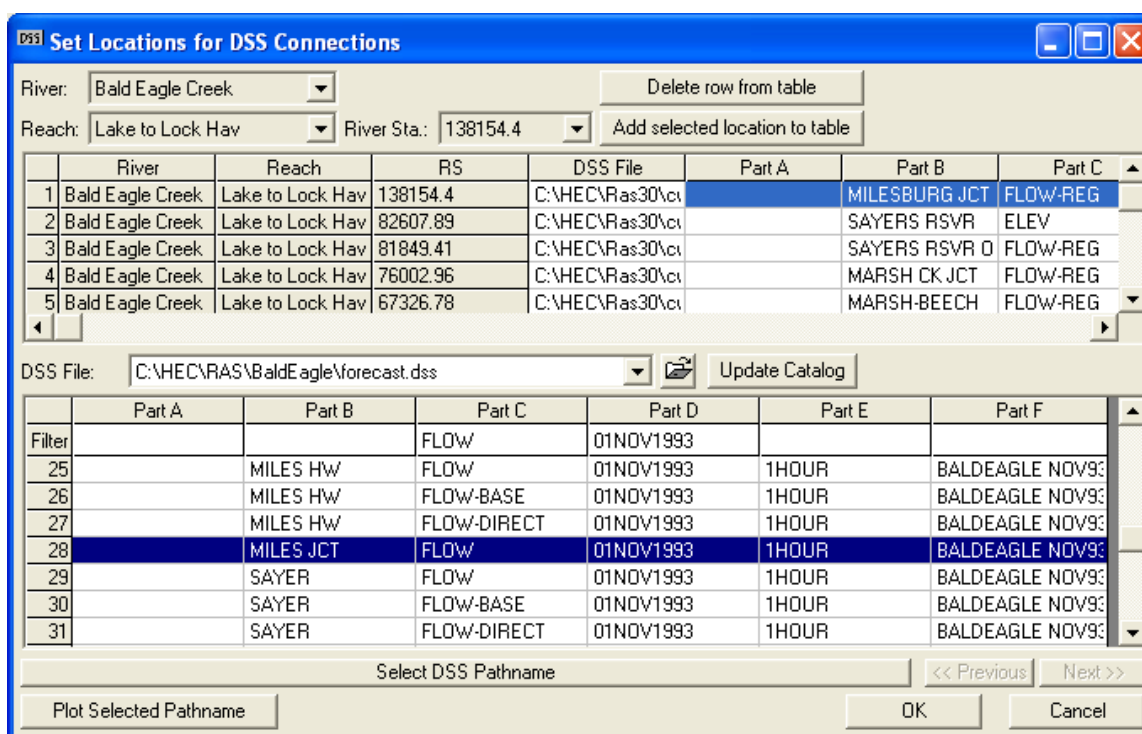 DSS Set Locations for DSS Connections
River: Bald Eagle Creek Delete row from table
Reach: Lake to Lock Hav River Sta.: 138154.4 Add selected location to table
River Reach RS DSS File Part A Part B Part C
1 Bald Eagle Creek Lake to Lock Hav 138154.4 C:\HEC\Ras30\cu MILESBURG JCT FLOW-REG
2 Bald Eagle Creek Lake to Lock Hav 82607.89 C:\HEC\Ras30\cu SAYERS RSVR ELEV
3 Bald Eagle Creek Lake to Lock Hav 81849.41 C:\HEC\Ras30\cu SAYERS RSVR O FLOW-REG
4 Bald Eagle Creek Lake to Lock Hav 76002.96 C:\HEC\Ras30\cu MARSH CK JCT FLOW-REG
5 Bald Eagle Creek Lake to Lock Hav 67326.78 C:\HEC\Ras30\cu MARSH-BEECH FLOW-REG
DSS File: C:\HEC\RAS\BaldEagle\forecast.dss Update Catalog
Part A Part B Part C Part D Part E Part F
Filter FLOW 01NOV1993
25 MILES HW FLOW 01NOV1993 1HOUR BALDEAGLE NOV93
26 MILES HW FLOW-BASE 01NOV1993 1HOUR BALDEAGLE NOV93
27 MILES HW FLOW-DIRECT 01NOV1993 1HOUR BALDEAGLE NOV93
28 MILES JCT FLOW 01NOV1993 1HOUR BALDEAGLE NOV93
29 SAYER FLOW 01NOV1993 1HOUR BALDEAGLE NOV93
30 SAYER FLOW-BASE 01NOV1993 1HOUR BALDEAGLE NOV93
31 SAYER FLOW-DIRECT 01NOV1993 1HOUR BALDEAGLE NOV93
Select DSS Pathname << Previous Next >>
Plot Selected Pathname OK Cancel